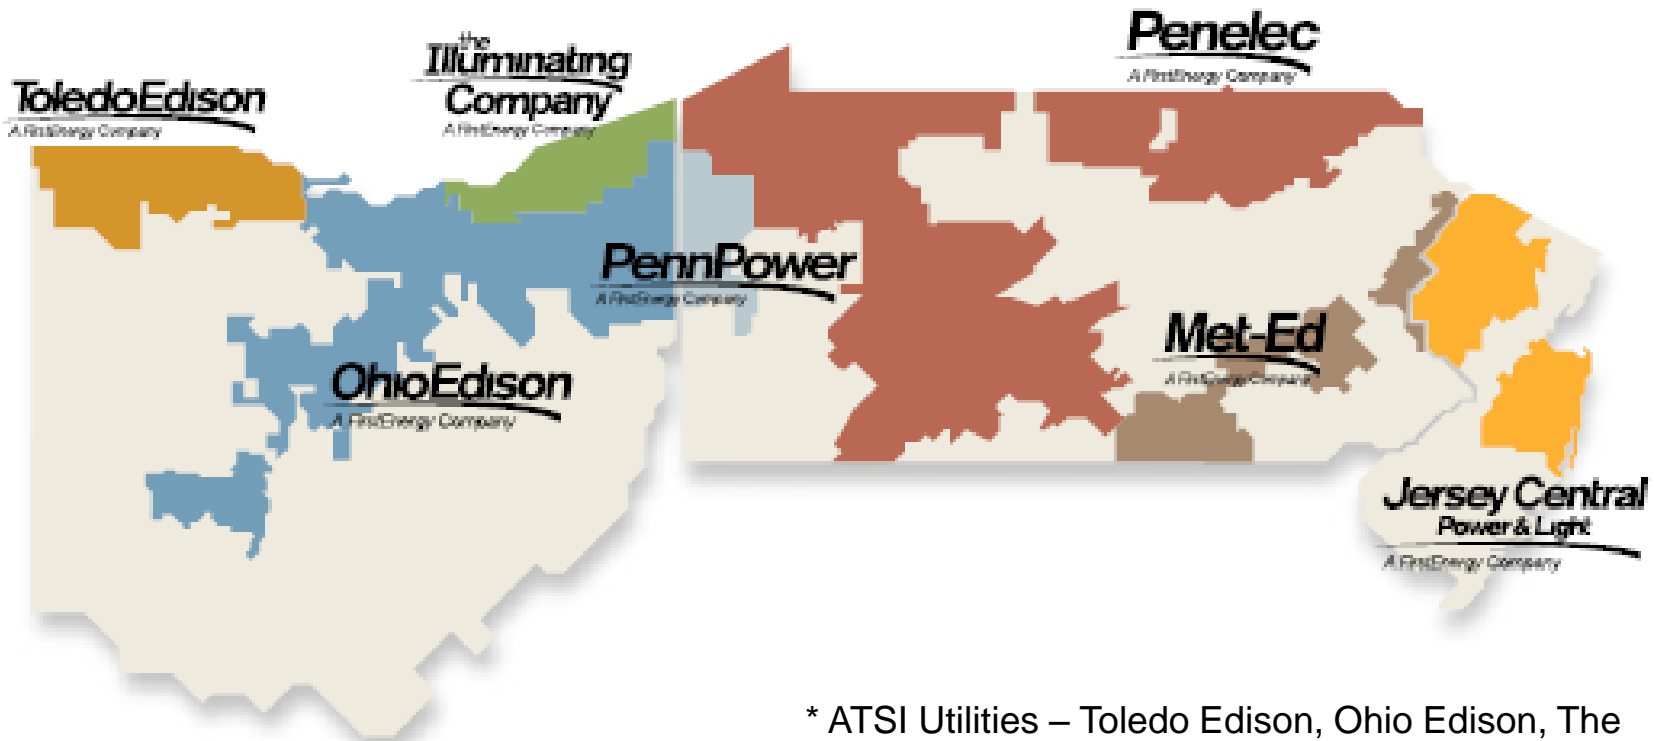 Penelec
A FirstEnergy Company
the
Illuminating
Company
A FirstEnergy Company
ToledoEdison
A FirstEnergy Company
PennPower
A FirstEnergy Company
Met-Ed
A FirstEnergy Company
OhioEdison
A FirstEnergy Company
Jersey Central
Power & Light
A FirstEnergy Company
* ATSI Utilities – Toledo Edison, Ohio Edison, The